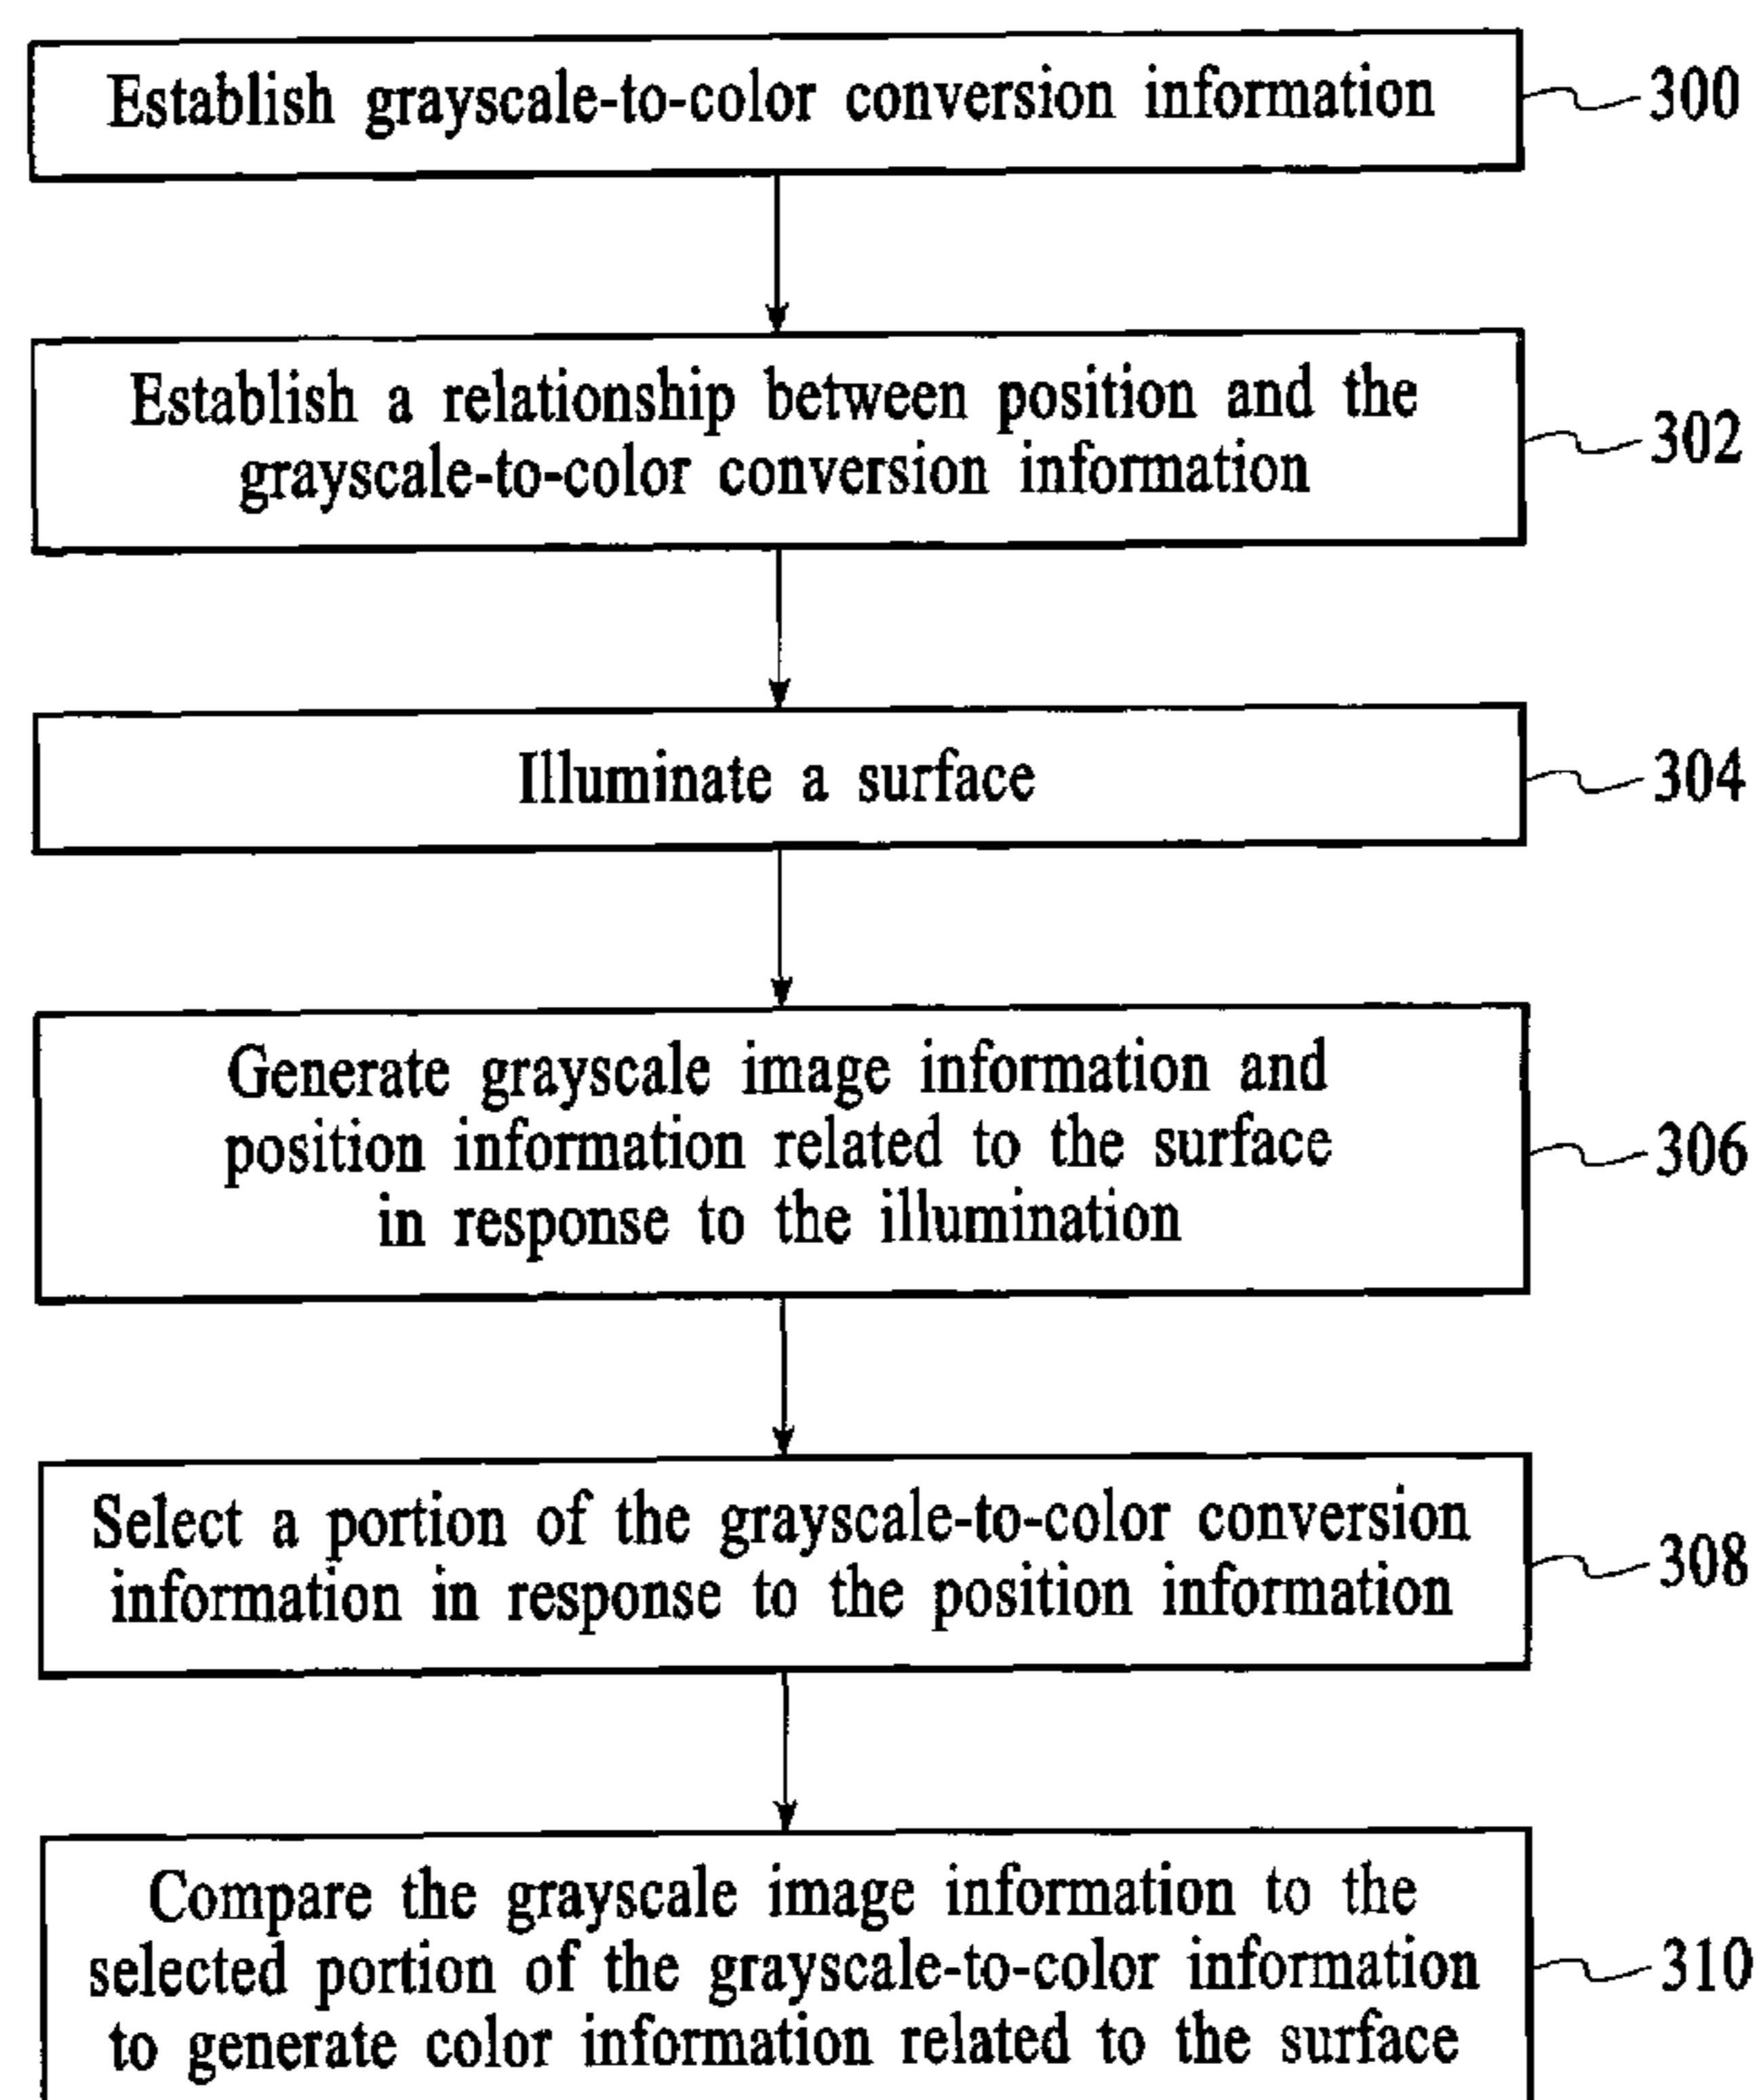 Establish grayscale-to-color conversion information
300
Establish a relationship between position and the
grayscale-to-color conversion information
302
Illuminate a surface
304
Generate grayscale image information and
position information related to the surface
in response to the illumination
306
Select a portion of the grayscale-to-color conversion
information in response to the position information
308
Compare the grayscale image information to the
selected portion of the grayscale-to-color information
to generate color information related to the surface
310